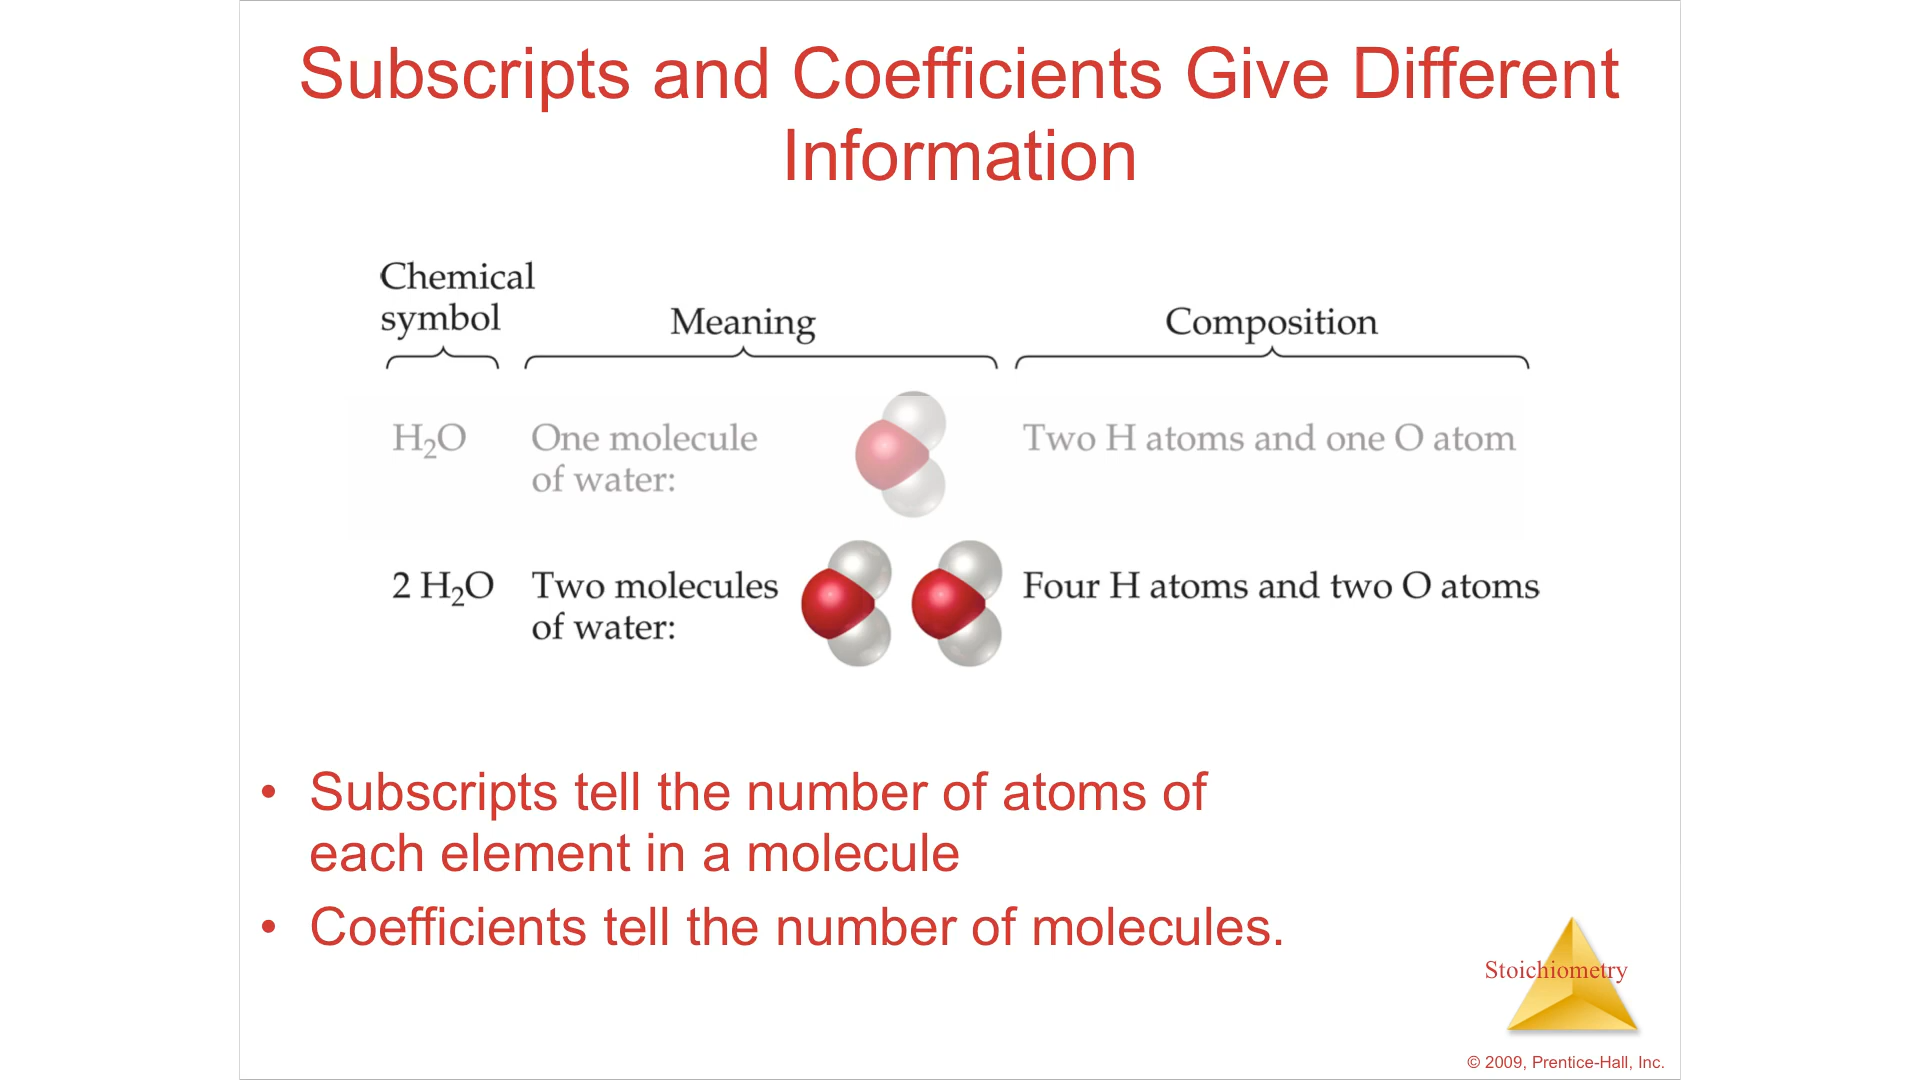 Subscripts and Coefficients Give Different
Information
Chemical
symbol
Meaning
Composition
H₂O
One molecule
of water:
Two H atoms and one O atom
2 H₂O
Two molecules
of water:
Four H atoms and two O atoms
• Subscripts tell the number of atoms of
each element in a molecule
• Coefficients tell the number of molecules.
Stoichiometry
© 2009, Prentice-Hall, Inc.